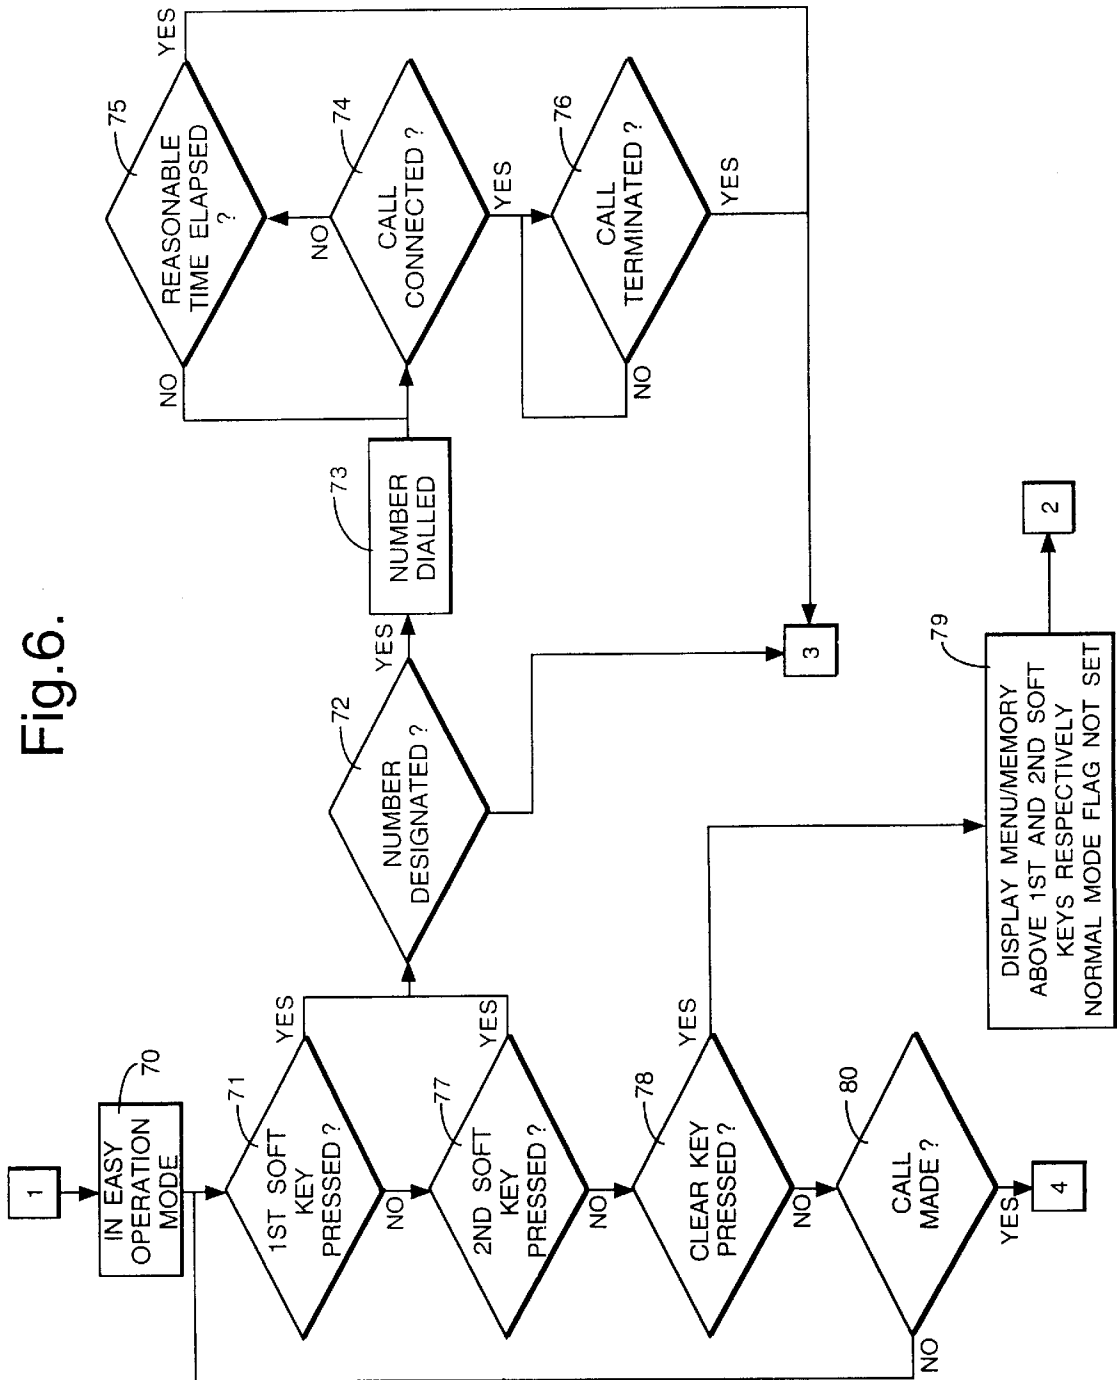 Fig.6.
1
IN EASY
OPERATION
MODE
70
1ST SOFT
KEY
PRESSED ?
71
YES
NO
2ND SOFT
KEY
PRESSED ?
77
YES
NO
CLEAR KEY
PRESSED ?
78
YES
NO
CALL
MADE ?
80
NO
YES
4
NUMBER
DESIGNATED ?
72
YES
NUMBER
DIALLED
73
CALL
CONNECTED ?
74
NO
YES
REASONABLE
TIME ELAPSED
?
75
NO
YES
CALL
TERMINATED ?
76
NO
YES
3
DISPLAY MENU/MEMORY
ABOVE 1ST AND 2ND SOFT
KEYS RESPECTIVELY
NORMAL MODE FLAG NOT SET
79
2